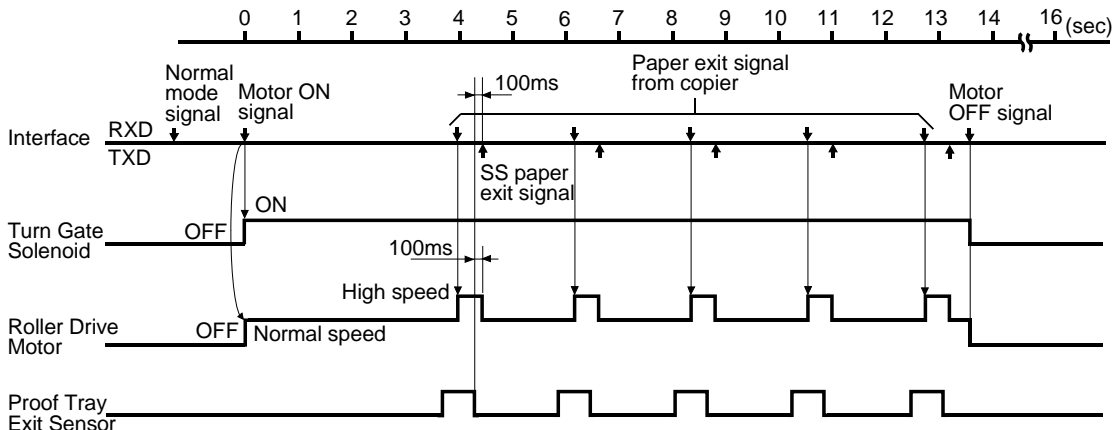 0 1 2 3 4 5 6 7 8 9 10 11 12 13 14 16 (sec)
Normal
mode
signal
Motor ON
signal
100ms
Paper exit signal
from copier
Motor
OFF signal
Interface
RXD
TXD
SS paper
exit signal
ON
Turn Gate
Solenoid
OFF
100ms
High speed
Roller Drive
Motor
OFF
Normal speed
Proof Tray
Exit Sensor